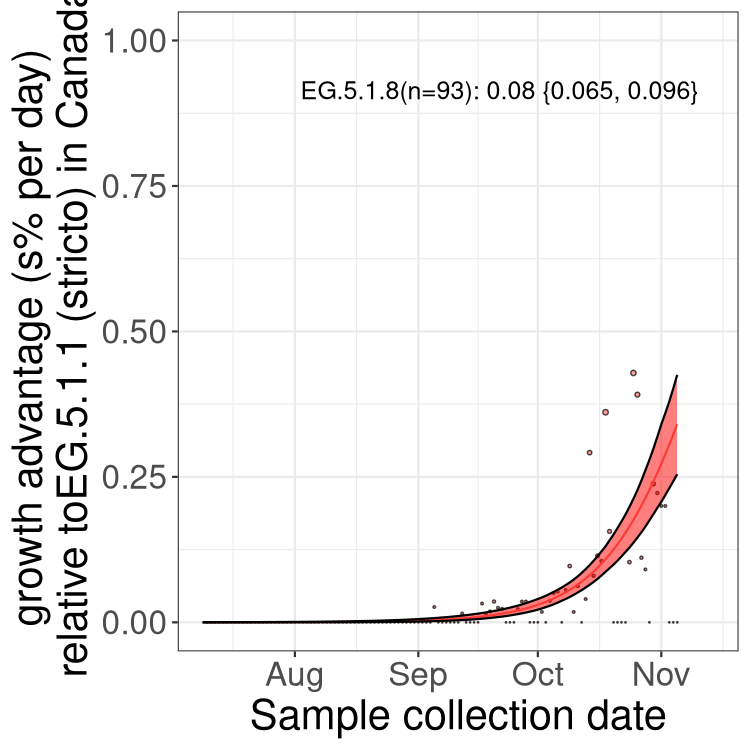 growth advantage (s% per day)
relative toEG.5.1.1 (stricto) in Canada
1.00
0.75
0.50
0.25
0.00
EG.5.1.8(n=93): 0.08 {0.065, 0.096}
Aug Sep Oct Nov
Sample collection date